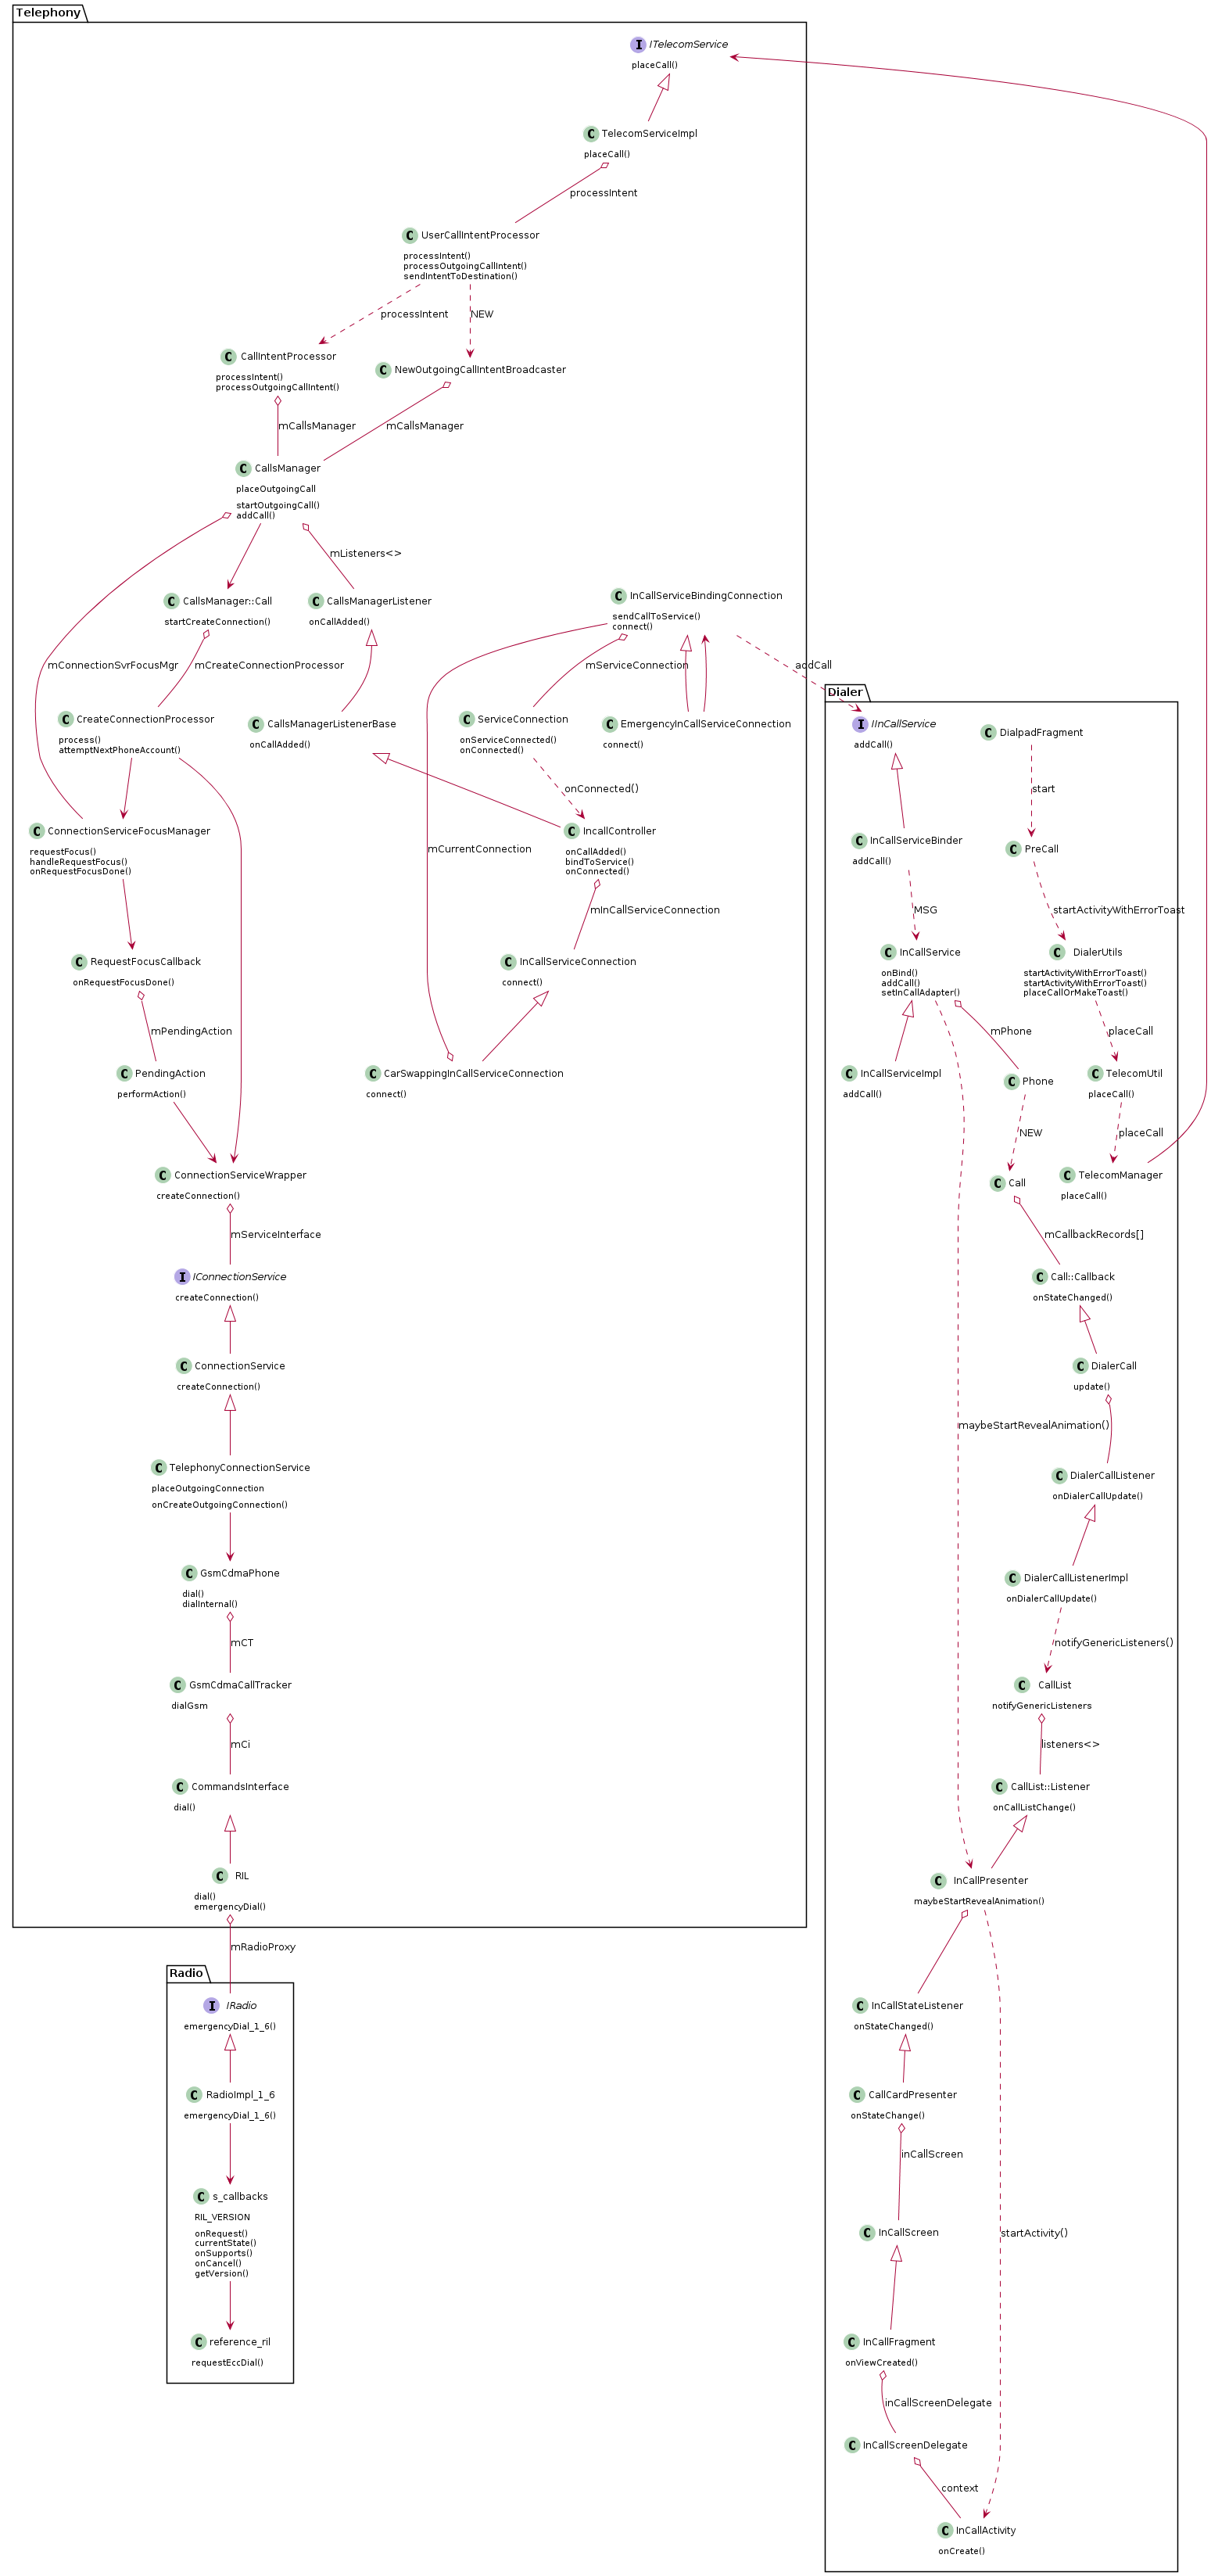 Telephony
I ITelecomService
placeCall()
C TelecomServiceImpl
placeCall()
processIntent
C UserCallIntentProcessor
processIntent()
processOutgoingCallIntent()
sendIntentToDestination()
processIntent
NEW
C CallIntentProcessor
processIntent()
processOutgoingCallIntent()
C NewOutgoingCallIntentBroadcaster
mCallsManager
mCallsManager
C CallsManager
placeOutgoingCall
startOutgoingCall()
addCall()
mListeners<>
C CallsManager::Call
startCreateConnection()
C CallsManagerListener
onCallAdded()
C InCallServiceBindingConnection
sendCallToService()
connect()
mConnectionSvrFocusMgr
mCreateConnectionProcessor
mServiceConnection
addCall
C CreateConnectionProcessor
process()
attemptNextPhoneAccount()
C CallsManagerListenerBase
onCallAdded()
C ServiceConnection
onServiceConnected()
onConnected()
C EmergencyInCallServiceConnection
connect()
onConnected()
mCurrentConnection
C ConnectionServiceFocusManager
requestFocus()
handleRequestFocus()
onRequestFocusDone()
C IncallController
onCallAdded()
bindToService()
onConnected()
mInCallServiceConnection
C RequestFocusCallback
onRequestFocusDone()
C InCallServiceConnection
connect()
mPendingAction
C PendingAction
performAction()
C CarSwappingInCallServiceConnection
connect()
C ConnectionServiceWrapper
createConnection()
mServiceInterface
I IConnectionService
createConnection()
C ConnectionService
createConnection()
C TelephonyConnectionService
placeOutgoingConnection
onCreateOutgoingConnection()
C GsmCdmaPhone
dial()
dialInternal()
mCT
C GsmCdmaCallTracker
dialGsm
mCi
C CommandsInterface
dial()
C RIL
dial()
emergencyDial()
mRadioProxy
Radio
I IRadio
emergencyDial_1_6()
C RadioImpl_1_6
emergencyDial_1_6()
C s_callbacks
RIL_VERSION
onRequest()
currentState()
onSupports()
onCancel()
getVersion()
C reference_ril
requestEccDial()
Dialer
I IInCallService
addCall()
C DialpadFragment
start
C InCallServiceBinder
addCall()
C PreCall
MSG
startActivityWithErrorToast
C InCallService
onBind()
addCall()
setInCallAdapter()
C DialerUtils
startActivityWithErrorToast()
startActivityWithErrorToast()
placeCallOrMakeToast()
mPhone
placeCall
C InCallServiceImpl
addCall()
C Phone
C TelecomUtil
placeCall()
NEW
placeCall
C Call
C TelecomManager
placeCall()
mCallbackRecords[]
C Call::Callback
onStateChanged()
C DialerCall
update()
maybeStartRevealAnimation()
C DialerCallListener
onDialerCallUpdate()
C DialerCallListenerImpl
onDialerCallUpdate()
notifyGenericListeners()
C CallList
notifyGenericListeners
listeners<>
C CallList::Listener
onCallListChange()
C InCallPresenter
maybeStartRevealAnimation()
C InCallStateListener
onStateChanged()
C CallCardPresenter
onStateChange()
inCallScreen
C InCallScreen
startActivity()
C InCallFragment
onViewCreated()
inCallScreenDelegate
C InCallScreenDelegate
context
C InCallActivity
onCreate()